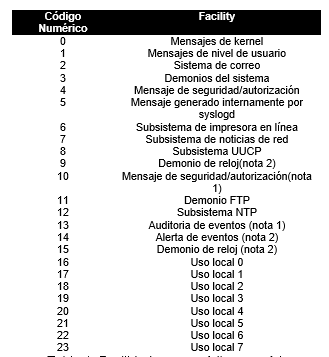 Código Facility
Numérico
0 Mensajes de kernel
1 Mensajes de nivel de usuario
2 Sistema de correo
3 Demonios del sistema
4 Mensaje de seguridad/autorización
5 Mensaje generado internamente por
syslogd
6 Subsistema de impresora en línea
7 Subsistema de noticias de red
8 Subsistema UUCP
9 Demonio de reloj(nota 2)
10 Mensaje de seguridad/autorización(nota
1)
11 Demonio FTP
12 Subsistema NTP
13 Auditoria de eventos (nota 1)
14 Alerta de eventos (nota 2)
15 Demonio de reloj (nota 2)
16 Uso local 0
17 Uso local 1
18 Uso local 2
19 Uso local 3
20 Uso local 4
21 Uso local 5
22 Uso local 6
23 Uso local 7